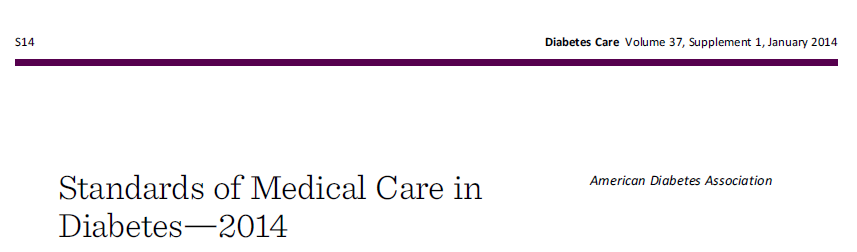 S14
Diabetes Care Volume 37, Supplement 1, January 2014
Standards of Medical Care in
Diabetes—2014
American Diabetes Association